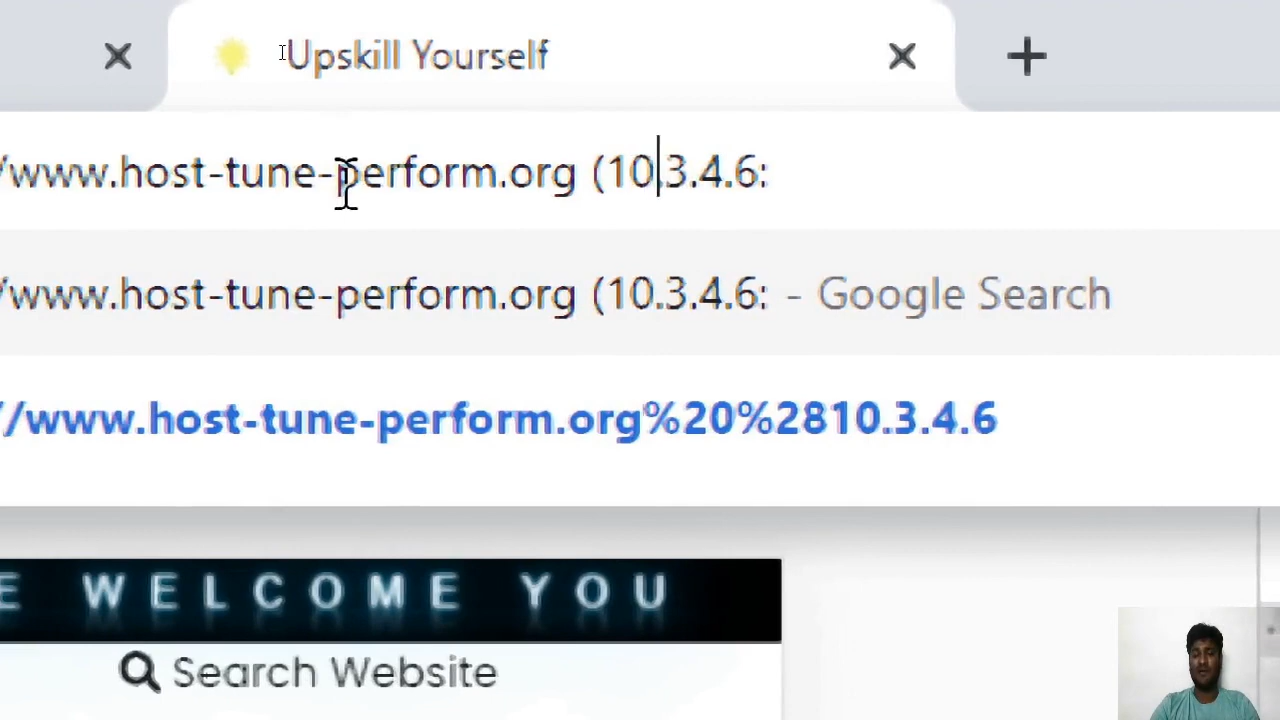 Upskill Yourself
/www.host-tune-perform.org (10.3.4.6:
/www.host-tune-perform.org (10.3.4.6: - Google Search
//www.host-tune-perform.org%20%2810.3.4.6
E WELCOME YOU
Search Website